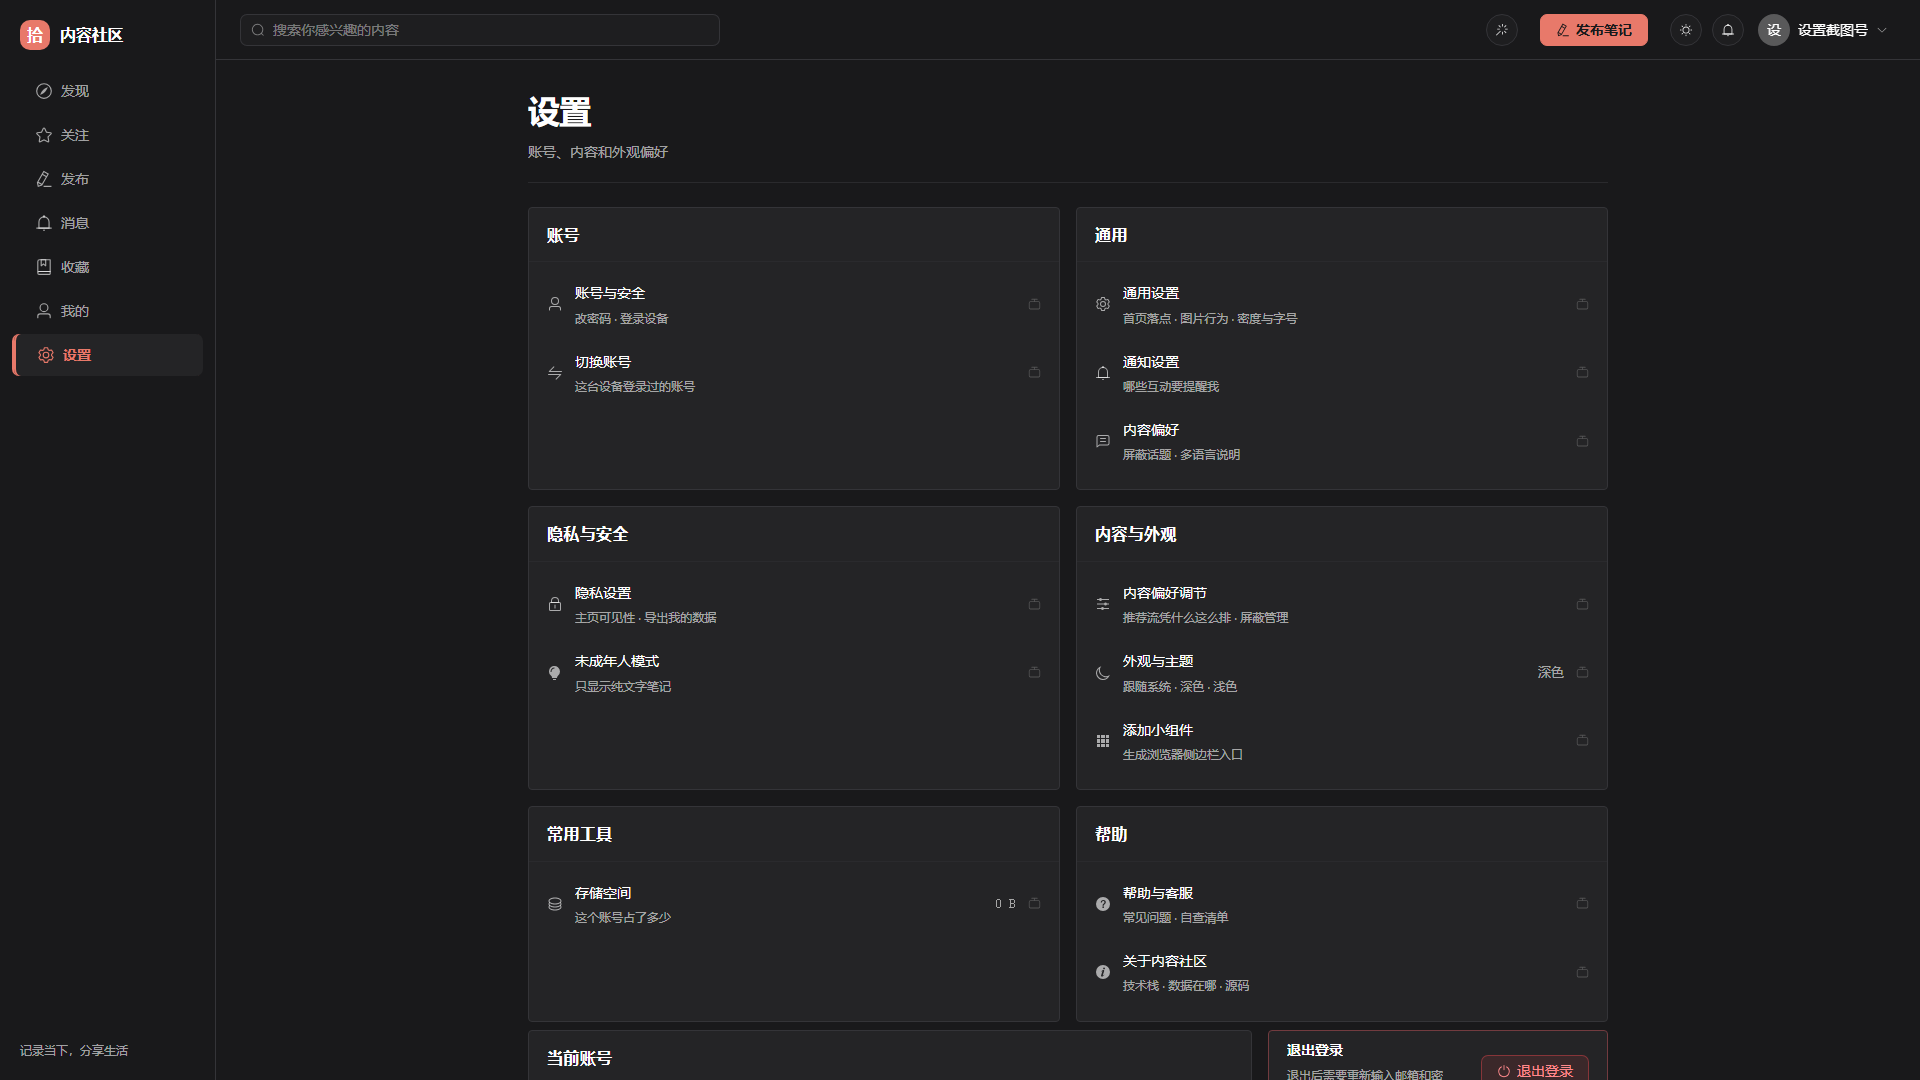 拾 内容社区
搜索你感兴趣的内容
发布笔记
设 设置截图号
发现
关注
发布
消息
收藏
我的
设置
记录当下，分享生活
设置
账号、内容和外观偏好
账号
账号与安全
改密码 · 登录设备
切换账号
这台设备登录过的账号
通用
通用设置
首页落点 · 图片行为 · 密度与字号
通知设置
哪些互动要提醒我
内容偏好
屏蔽话题 · 多语言说明
隐私与安全
隐私设置
主页可见性 · 导出我的数据
未成年人模式
只显示纯文字笔记
内容与外观
内容偏好调节
推荐流凭什么这么排 · 屏蔽管理
外观与主题
跟随系统 · 深色 · 浅色
深色
添加小组件
生成浏览器侧边栏入口
常用工具
存储空间
这个账号占了多少
0 B
帮助
帮助与客服
常见问题 · 自查清单
关于内容社区
技术栈 · 数据在哪 · 源码
当前账号
退出登录
退出后需要重新输入邮箱和密
退出登录